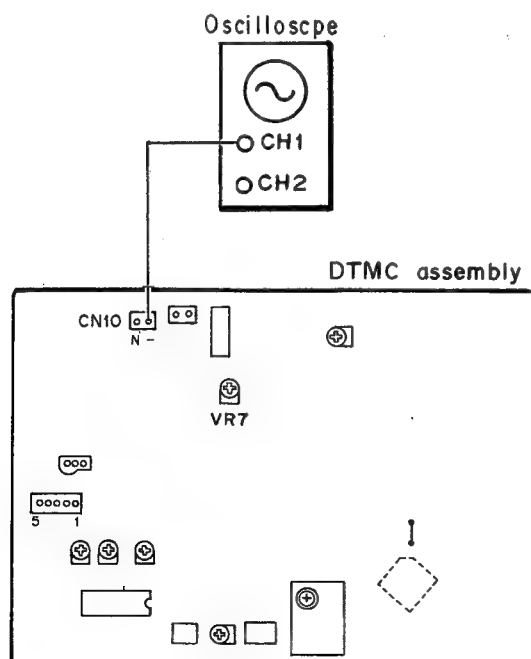 Oscilloscpe
CH1
CH2
DTMC assembly
CN10
N -
VR7
5 1